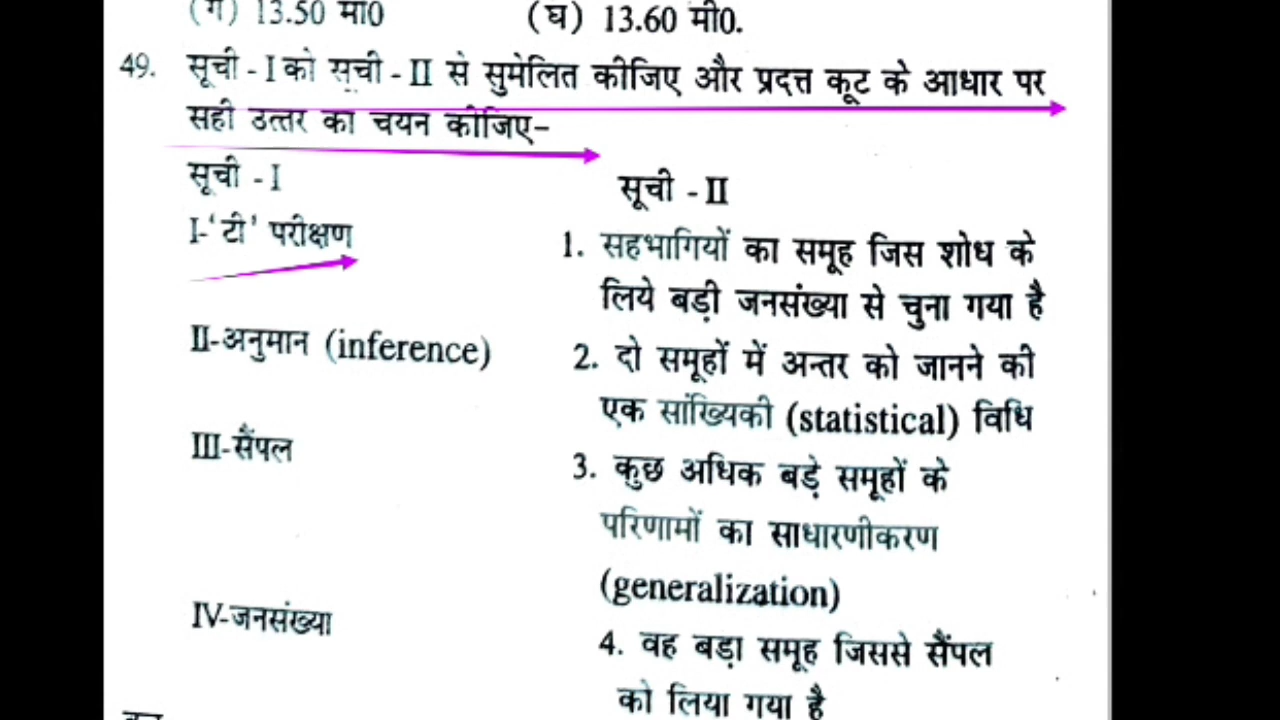 (ग) 13.50 मी0 (घ) 13.60 मी0.
49. सूची - I को सूची - II से सुमेलित कीजिए और प्रदत्त कूट के आधार पर
सही उत्तर का चयन कीजिए–
सूची - I सूची - II
I-‘टी’ परीक्षण 1. सहभागियों का समूह जिस शोध के
लिये बड़ी जनसंख्या से चुना गया है
II-अनुमान (inference) 2. दो समूहों में अन्तर को जानने की
एक सांख्यिकी (statistical) विधि
III-सैंपल 3. कुछ अधिक बड़े समूहों के
परिणामों का साधारणीकरण
(generalization)
IV-जनसंख्या 4. वह बड़ा समूह जिससे सैंपल
को लिया गया है